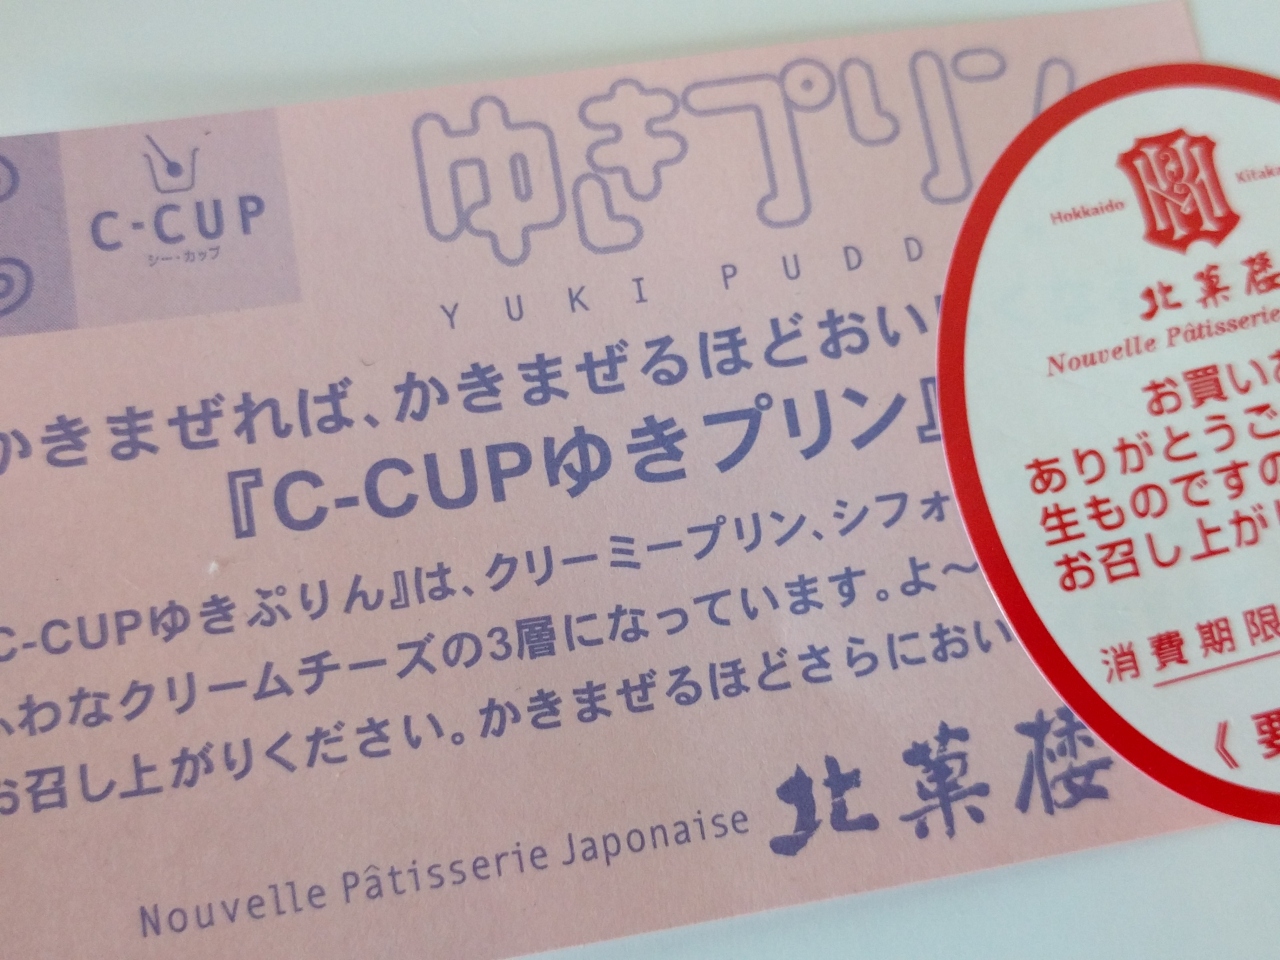 C-CUP
シー・カップ
ゆきプリン
YUKI PUDD
かきまぜれば、かきまぜるほどおいし
『C-CUPゆきプリン』
C-CUPゆきぷりん』は、クリーミープリン、シフォ
わなクリームチーズの3層になっています。よ〜
お召し上がりください。かきまぜるほどさらにおい
Nouvelle Pâtisserie Japonaise 北菓楼
Hokkaido Kitaka
北菓楼
Nouvelle Pâtisserie
お買い
ありがとうご
生ものですの
お召し上がり
消費期限
《要